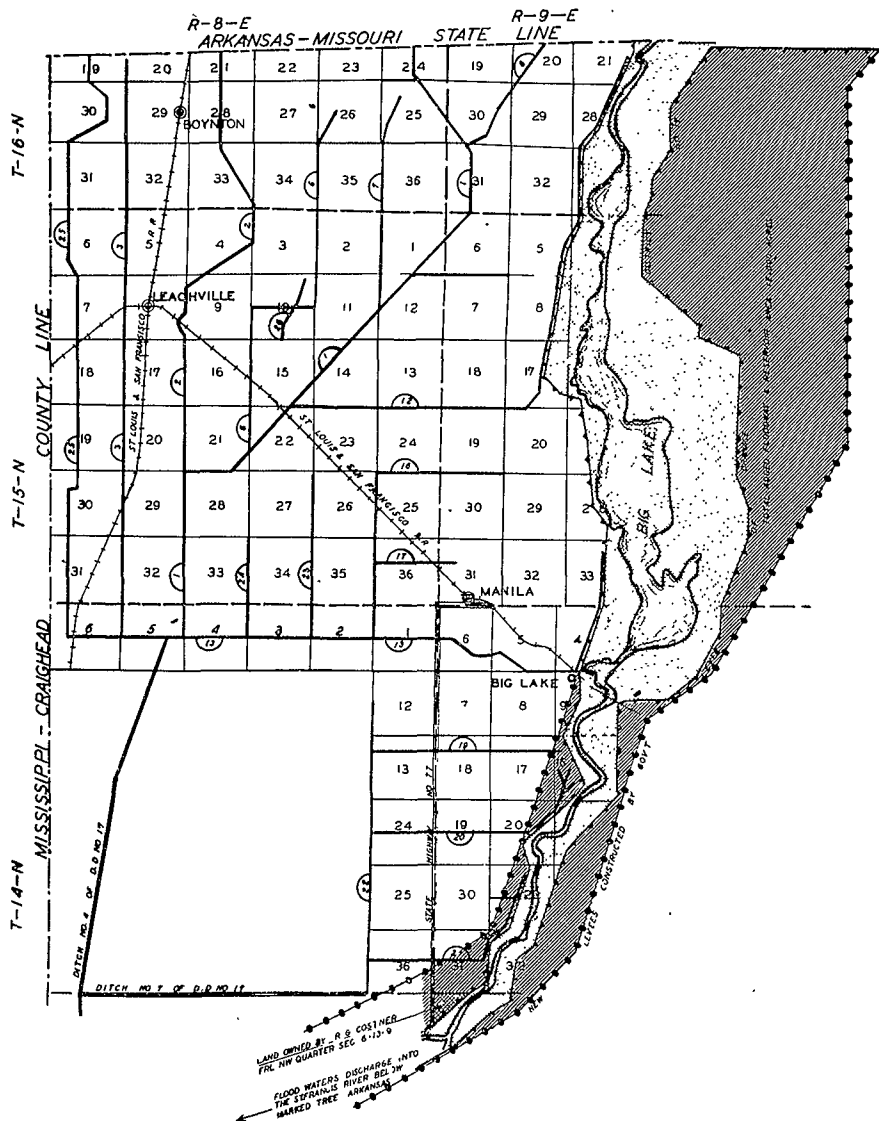 R-8-E
R-9-E
ARKANSAS-MISSOURI STATE LINE
19 20 21 22 23 24 19 20 21
30 29 28 27 26 25 30 29 28
BOYNTON
T-16-N
31 32 33 34 35 36 31 32
6 5 4 3 2 1 6 5
R.R.
LEACHVILLE
7 9 10 11 12 7 8
COUNTY LINE
ST LOUIS & SAN FRANCISCO
18 17 16 15 14 13 18 17
19 20 21 22 23 24 19 20
ST LOUIS & SAN FRANCISCO R.R
T-15-N
30 29 28 27 26 25 30 29
31 32 33 34 35 36 31 32 33
BIG LAKE
TOTAL ADDED FLOODWAY & RESERVOIR AREA
MANILA
6 5 4 3 2 1 6 5 4
BIG LAKE
12 7 8 9
13 18 17
24 19 20
25 30
36 31 32
MISSISSIPPI - CRAIGHEAD
T-14-N
STATE HIGHWAY NO 77
DITCH NO. 4 OF D.D NO 17
DITCH NO 7 OF D.D NO 17
NEW LEVEES CONSTRUCTED BY GOVT
LAND OWNED BY R G COSTNER
FRL NW QUARTER SEC 6-13-9
FLOOD WATERS DISCHARGE INTO
THE ST FRANCIS RIVER BELOW
MARKED TREE ARKANSAS